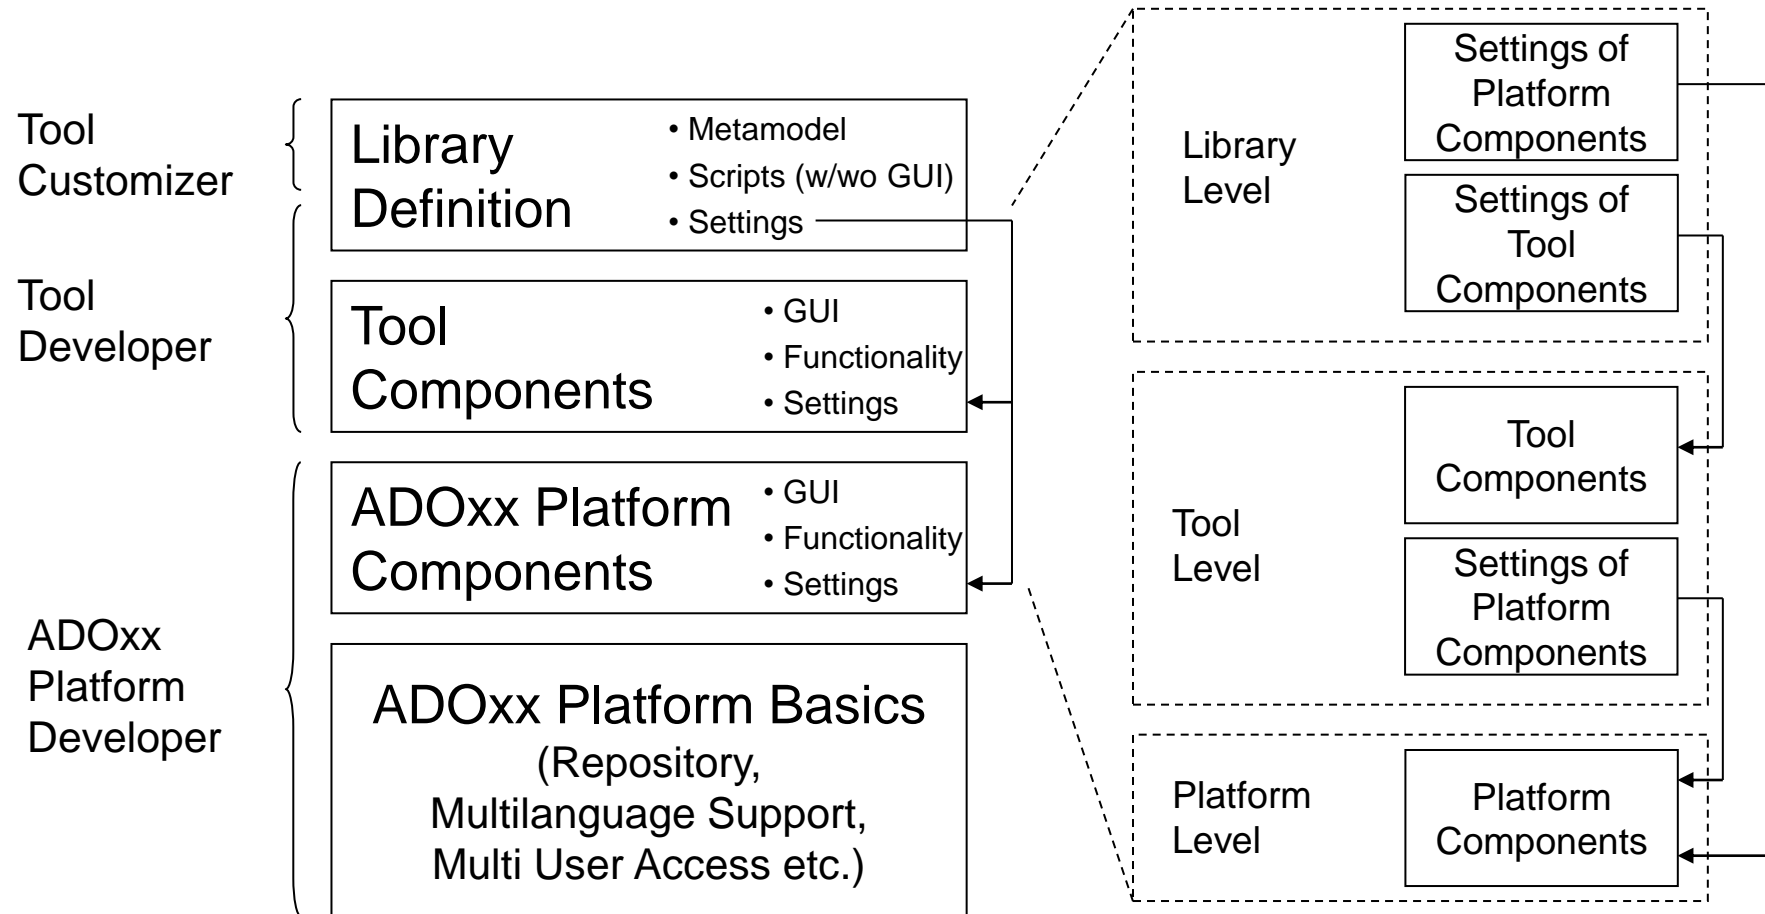 Tool
Customizer
Tool
Developer
ADOxx
Platform
Developer
Library
Definition
• Metamodel
• Scripts (w/wo GUI)
• Settings
Tool
Components
• GUI
• Functionality
• Settings
ADOxx Platform
Components
• GUI
• Functionality
• Settings
ADOxx Platform Basics
(Repository,
Multilanguage Support,
Multi User Access etc.)
Library
Level
Settings of
Platform
Components
Settings of
Tool
Components
Tool
Level
Tool
Components
Settings of
Platform
Components
Platform
Level
Platform
Components